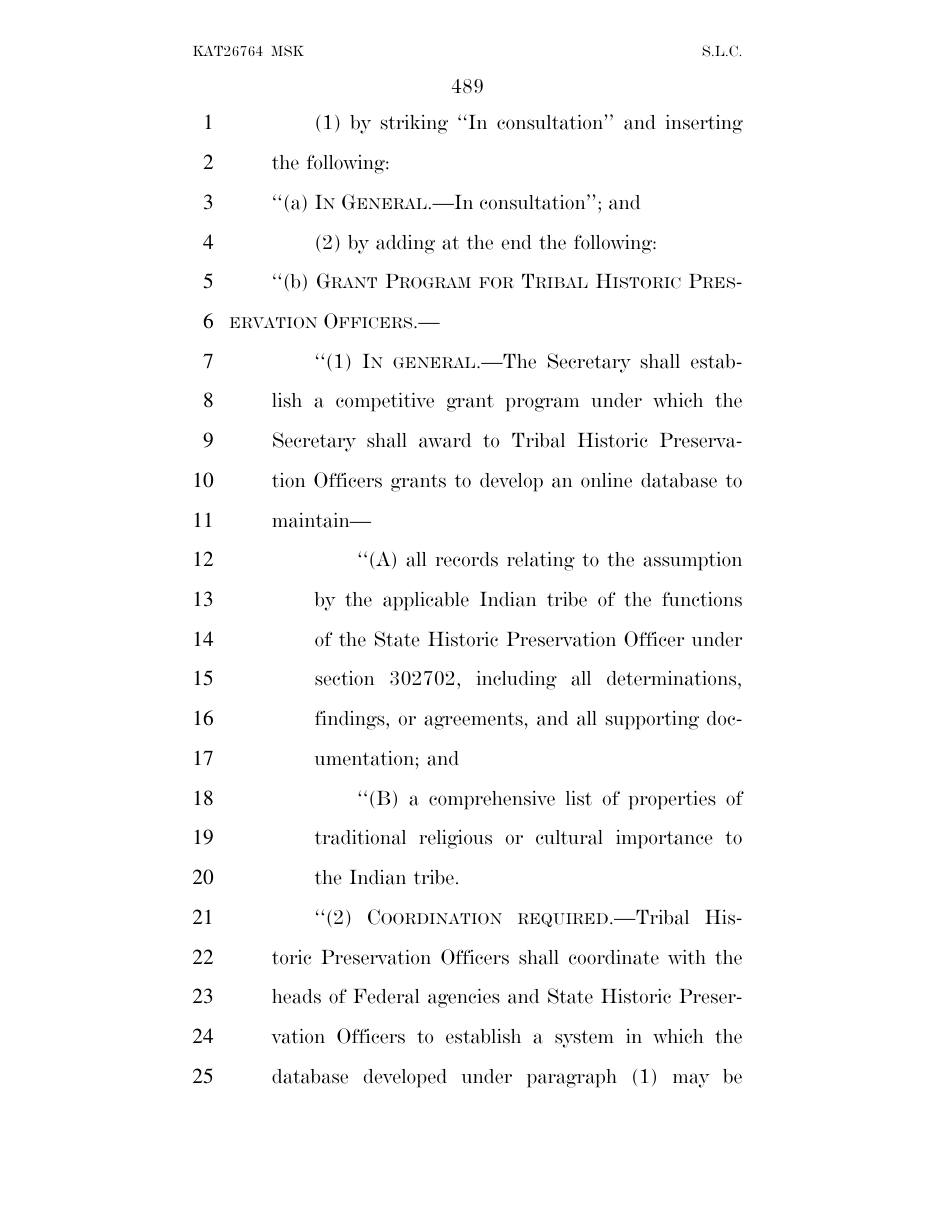 KAT26764 MSK S.L.C.
489
1 (1) by striking ‘‘In consultation’’ and inserting
2 the following:
3 ‘‘(a) IN GENERAL.—In consultation’’; and
4 (2) by adding at the end the following:
5 ‘‘(b) GRANT PROGRAM FOR TRIBAL HISTORIC PRES-
6 ERVATION OFFICERS.—
7 ‘‘(1) IN GENERAL.—The Secretary shall estab-
8 lish a competitive grant program under which the
9 Secretary shall award to Tribal Historic Preserva-
10 tion Officers grants to develop an online database to
11 maintain—
12 ‘‘(A) all records relating to the assumption
13 by the applicable Indian tribe of the functions
14 of the State Historic Preservation Officer under
15 section 302702, including all determinations,
16 findings, or agreements, and all supporting doc-
17 umentation; and
18 ‘‘(B) a comprehensive list of properties of
19 traditional religious or cultural importance to
20 the Indian tribe.
21 ‘‘(2) COORDINATION REQUIRED.—Tribal His-
22 toric Preservation Officers shall coordinate with the
23 heads of Federal agencies and State Historic Preser-
24 vation Officers to establish a system in which the
25 database developed under paragraph (1) may be